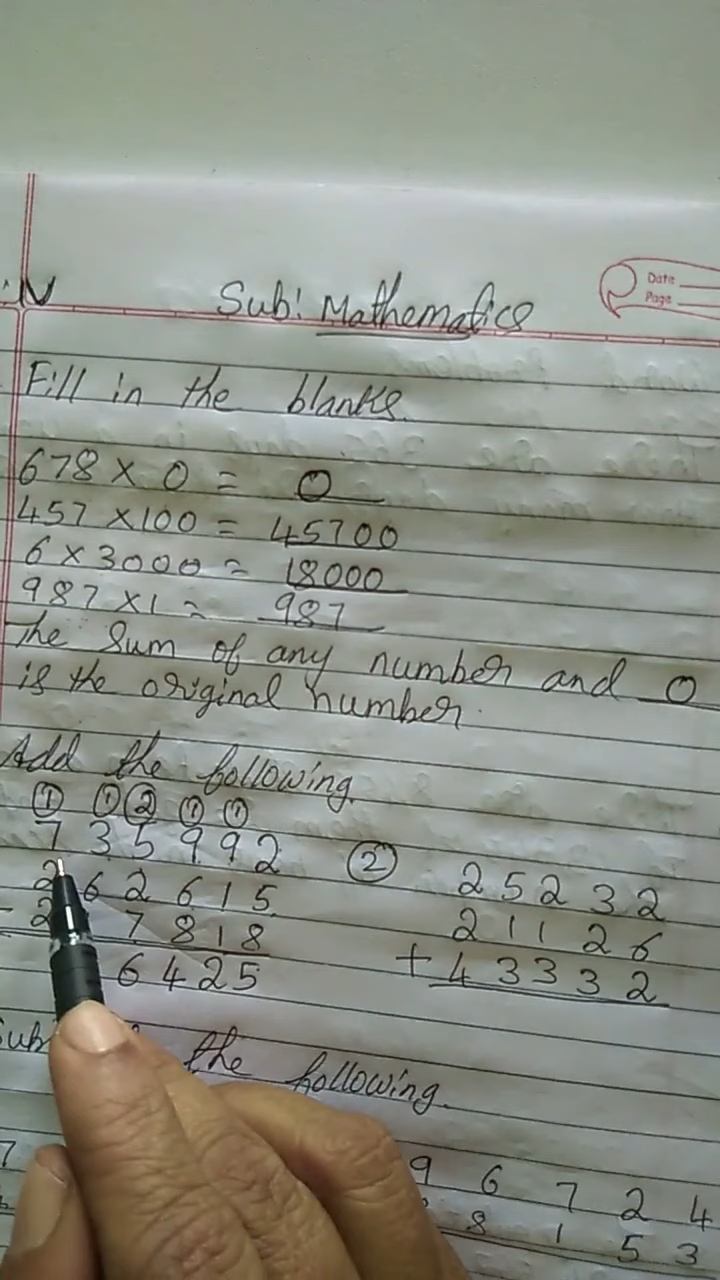 : IV Sub: Mathematics
Date
Page
Fill in the blanks.
678 × 0 = 0
457 × 100 = 45700
6 × 3000 = 18000
987 × 1 = 987
The sum of any number and 0
is the original number.
Add the following.
① ① ② ① ①
7 3 5 9 9 2 ② 2 5 2 3 2
2 6 2 6 1 5 2 1 1 2 6
2 7 8 1 8 + 4 3 3 3 2
6 4 2 5
Sub the following.
7 9 6 7 2 4
8 1 5 3